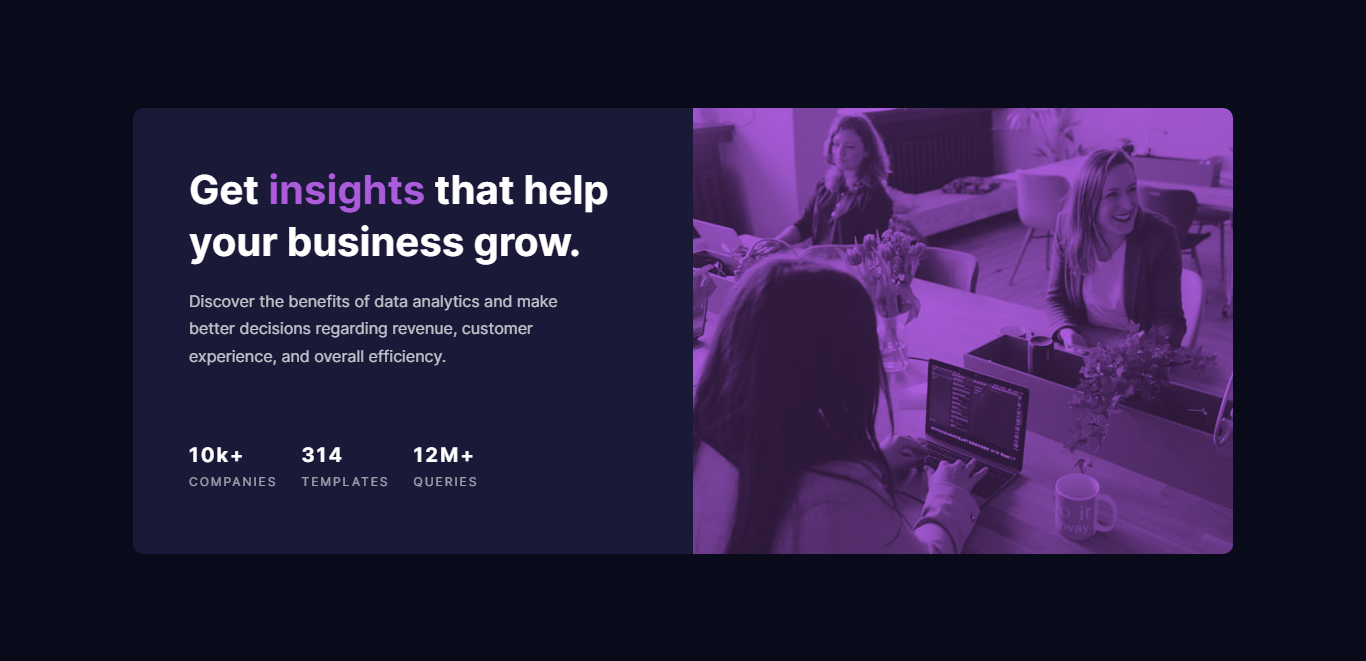 Get insights that help
your business grow.
Discover the benefits of data analytics and make
better decisions regarding revenue, customer
experience, and overall efficiency.
10k+ 314 12M+
COMPANIES TEMPLATES QUERIES